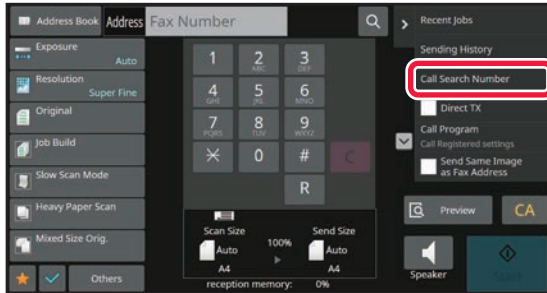 Address Book
Address
Fax Number
Recent Jobs
Sending History
Call Search Number
Direct TX
Call Program
Call Registered settings
Send Same Image
as Fax Address
Exposure
Auto
Resolution
Super Fine
Original
Job Build
Slow Scan Mode
Heavy Paper Scan
Mixed Size Orig.
Others
1
2
ABC
3
DEF
4
GHI
5
JKL
6
MNO
7
PQRS
8
TUV
9
WXYZ
0
#
C
R
Scan Size
Send Size
Auto
100%
Auto
A4
A4
reception memory: 0%
Preview
CA
Speaker
Start